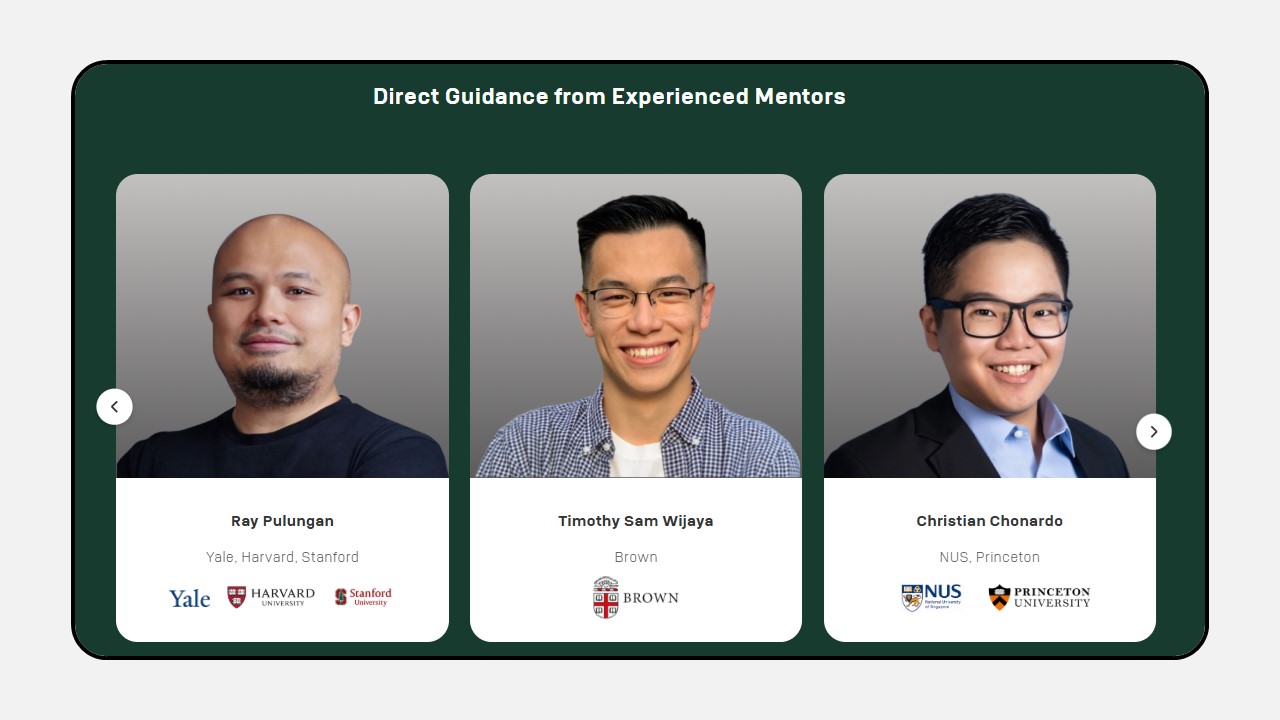 Direct Guidance from Experienced Mentors
Ray Pulungan
Yale, Harvard, Stanford
Yale
HARVARD
UNIVERSITY
Stanford
University
Timothy Sam Wijaya
Brown
BROWN
Christian Chonardo
NUS, Princeton
NUS
National University
of Singapore
PRINCETON
UNIVERSITY